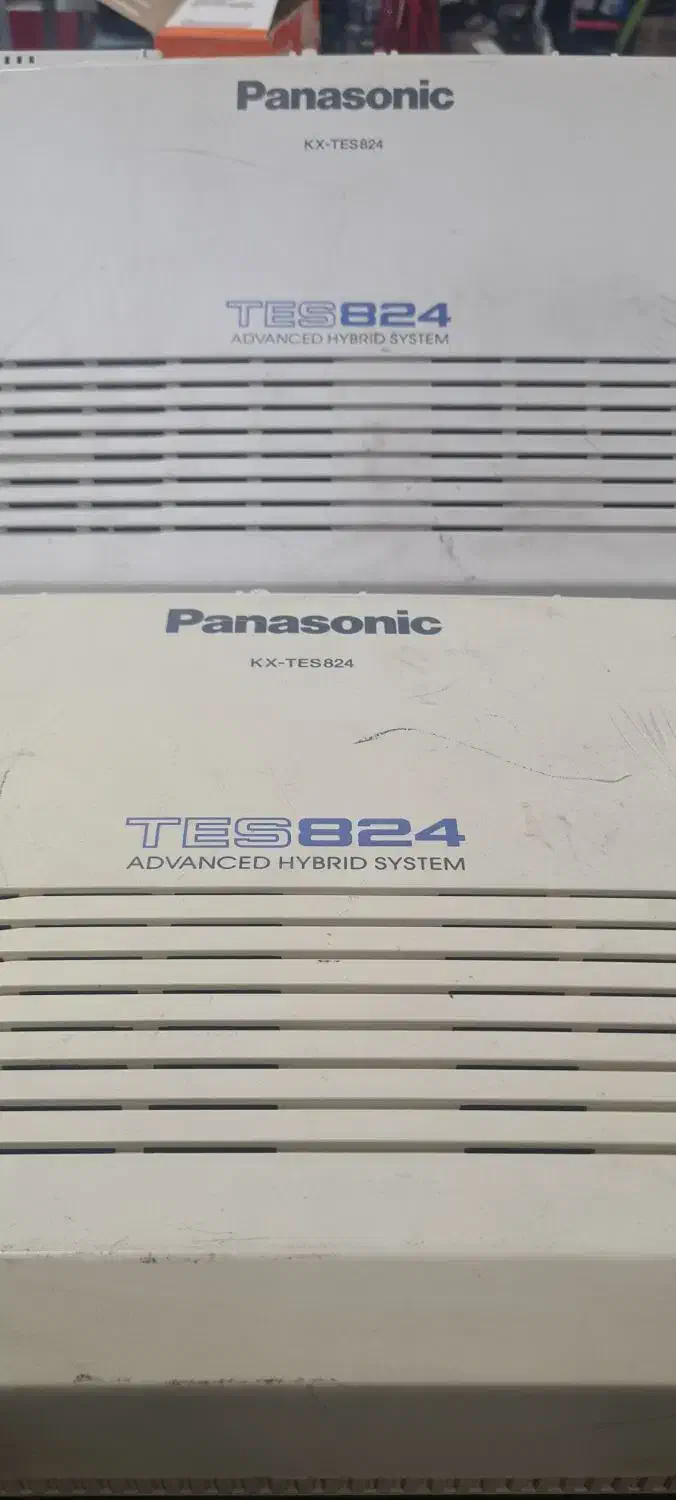 Panasonic
KX-TES824
TES824
ADVANCED HYBRID SYSTEM
Panasonic
KX-TES824
TES824
ADVANCED HYBRID SYSTEM